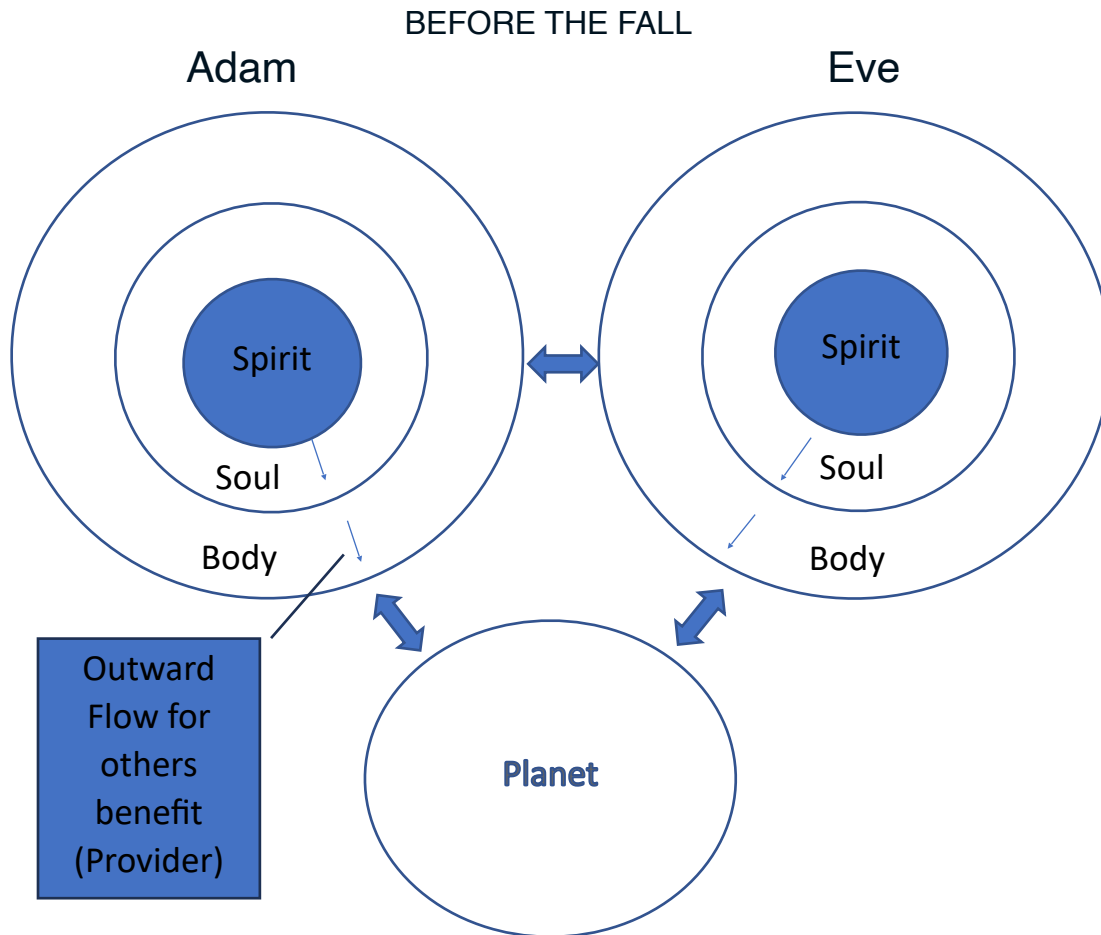 BEFORE THE FALL
Adam
Eve
Spirit
Spirit
Soul
Soul
Body
Body
Outward
Flow for
others
benefit
(Provider)
Planet